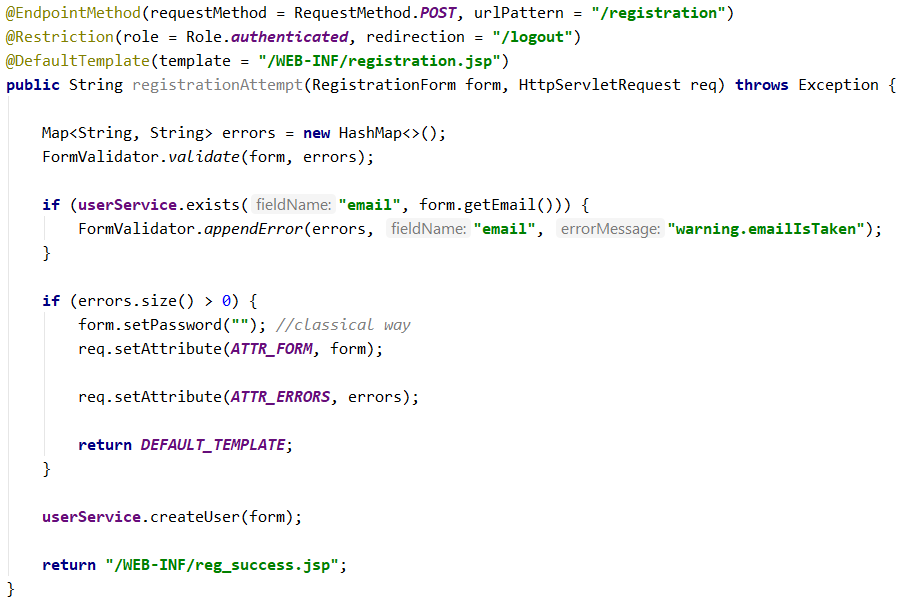 @EndpointMethod(requestMethod = RequestMethod.POST, urlPattern = "/registration")
@Restriction(role = Role.authenticated, redirection = "/logout")
@DefaultTemplate(template = "/WEB-INF/registration.jsp")
public String registrationAttempt(RegistrationForm form, HttpServletRequest req) throws Exception {
Map<String, String> errors = new HashMap<>();
FormValidator.validate(form, errors);
if (userService.exists( fieldName: "email", form.getEmail())) {
FormValidator.appendError(errors, fieldName: "email", errorMessage: "warning.emailIsTaken");
}
if (errors.size() > 0) {
form.setPassword(""); //classical way
req.setAttribute(ATTR_FORM, form);
req.setAttribute(ATTR_ERRORS, errors);
return DEFAULT_TEMPLATE;
}
userService.createUser(form);
return "/WEB-INF/reg_success.jsp";
}